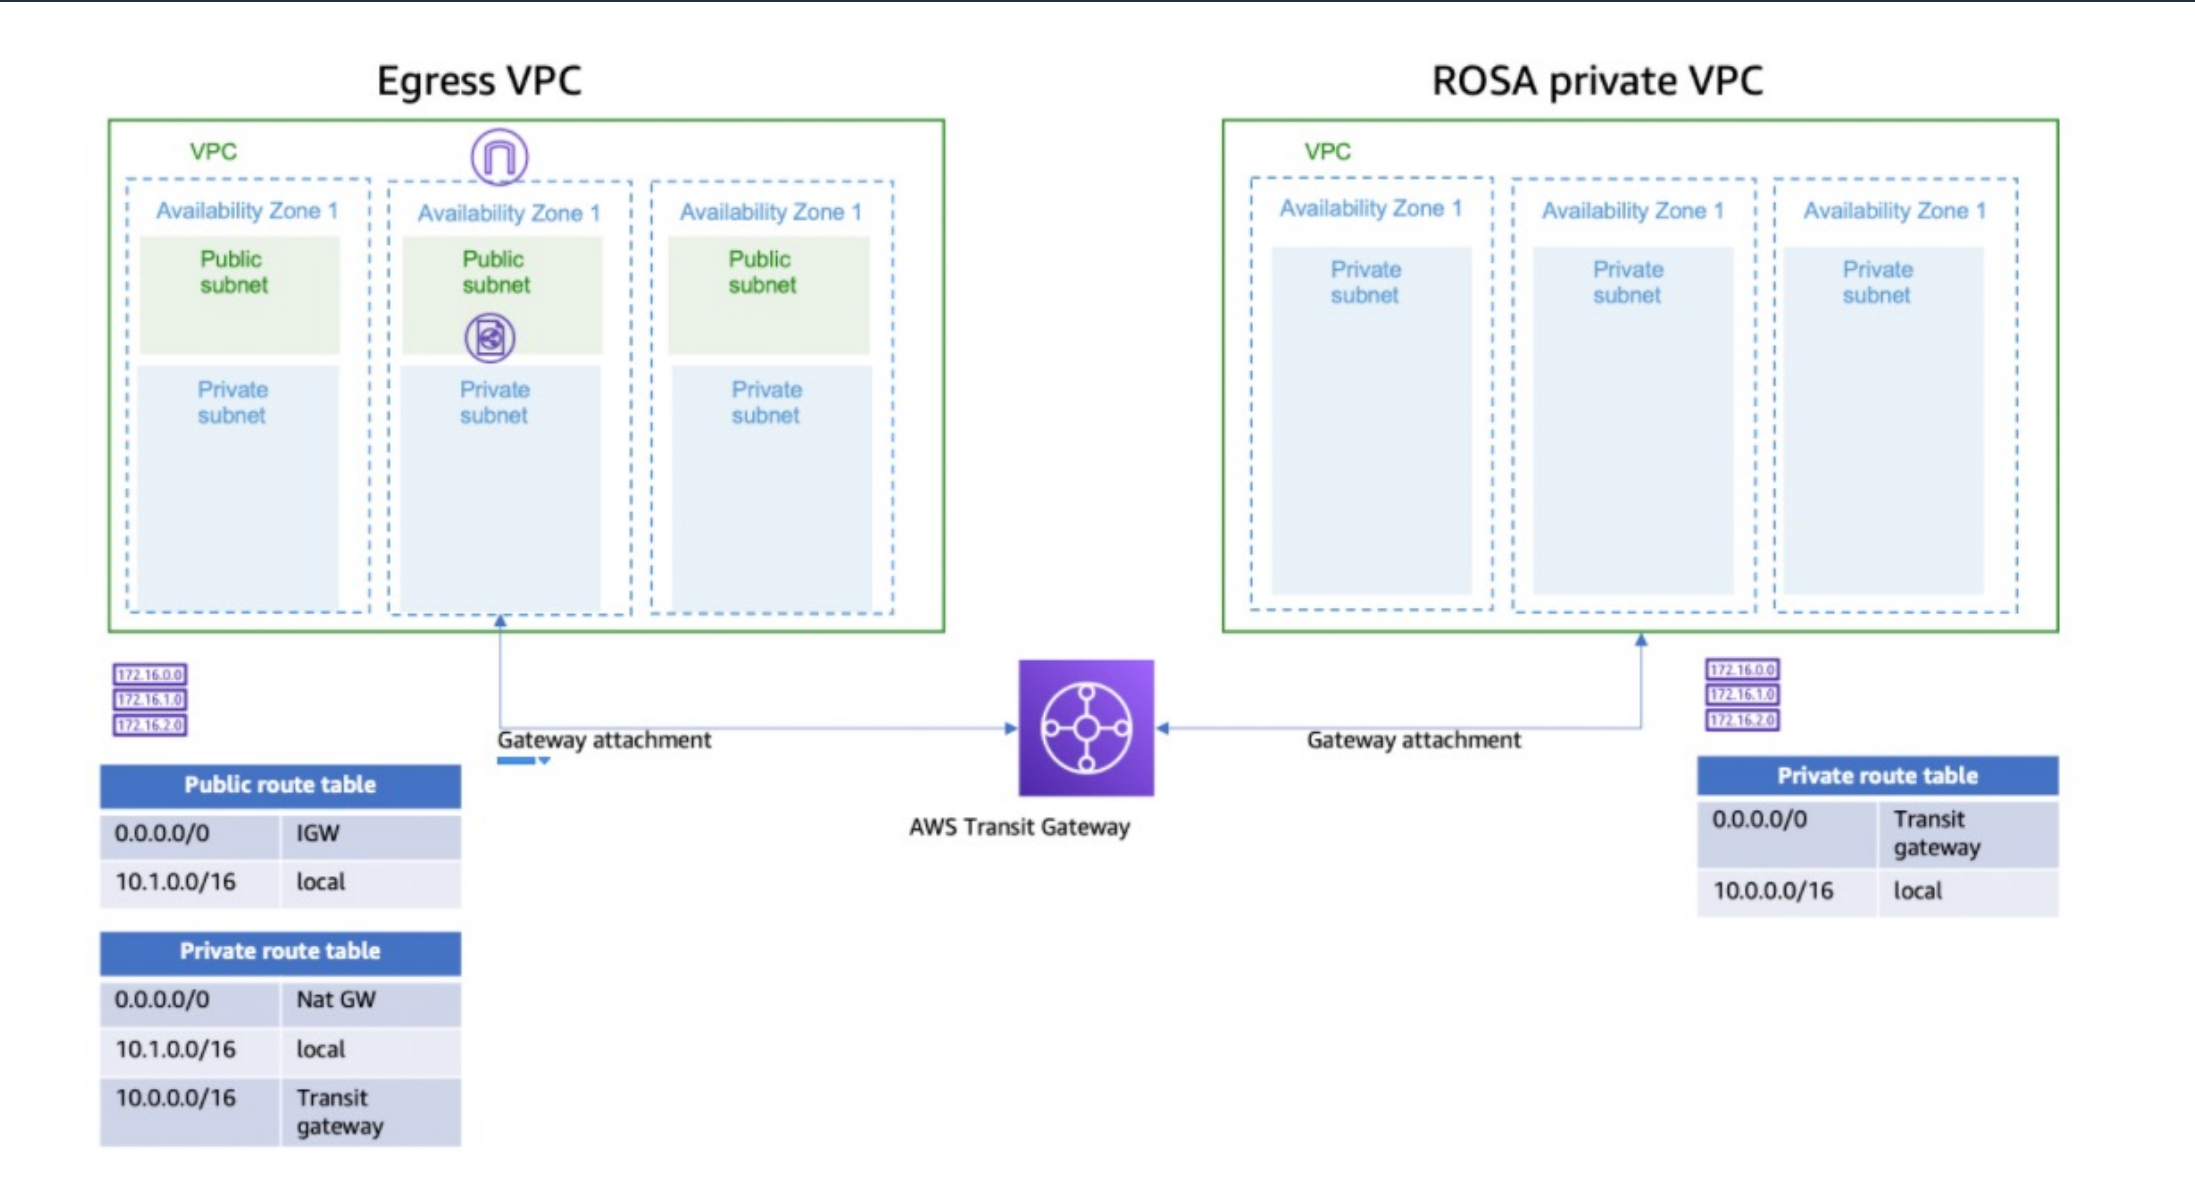 Egress VPC
ROSA private VPC
VPC
Availability Zone 1
Availability Zone 1
Availability Zone 1
Public
subnet
Public
subnet
Public
subnet
Private
subnet
Private
subnet
Private
subnet
VPC
Availability Zone 1
Availability Zone 1
Availability Zone 1
Private
subnet
Private
subnet
Private
subnet
172.16.0.0
172.16.1.0
172.16.2.0
Gateway attachment
Gateway attachment
AWS Transit Gateway
172.16.0.0
172.16.1.0
172.16.2.0
Public route table
0.0.0.0/0 IGW
10.1.0.0/16 local
Private route table
0.0.0.0/0 Nat GW
10.1.0.0/16 local
10.0.0.0/16 Transit
gateway
Private route table
0.0.0.0/0 Transit
gateway
10.0.0.0/16 local